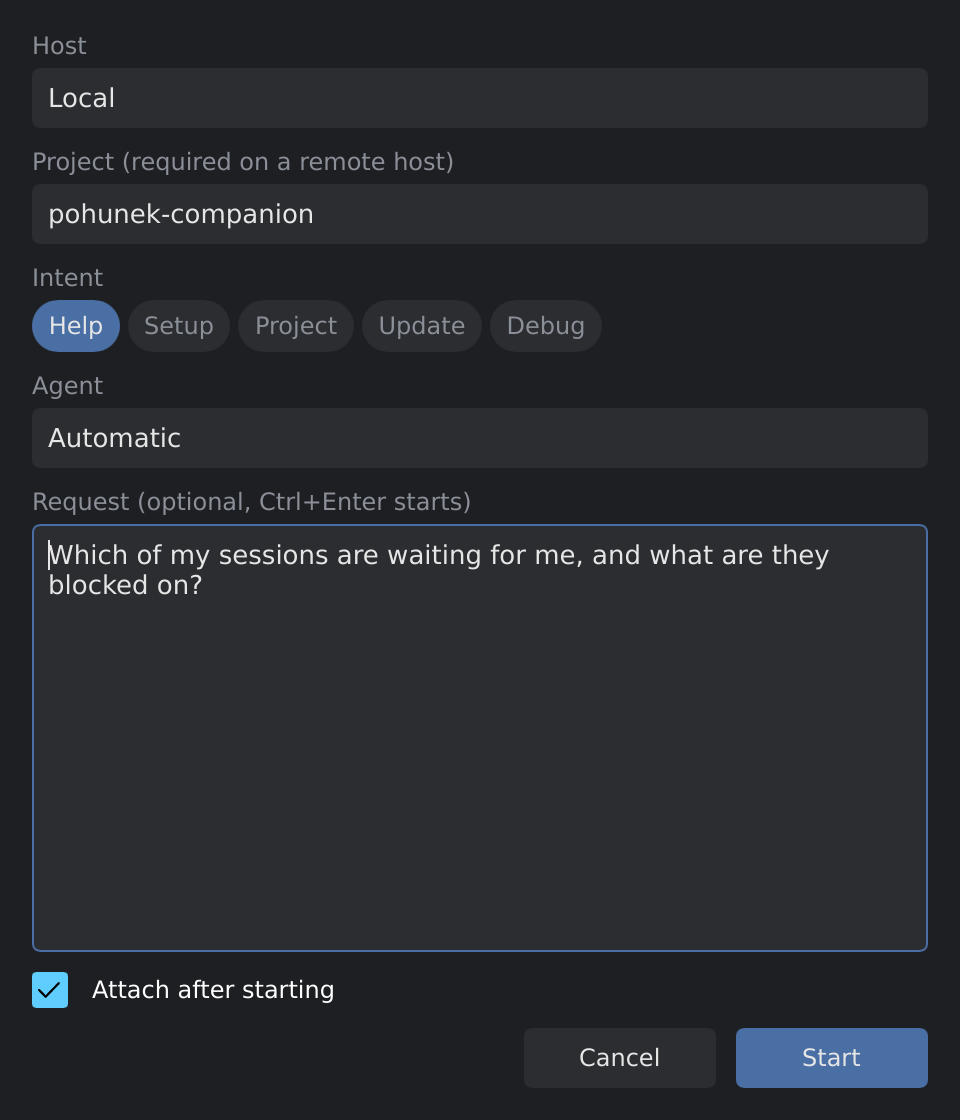 Host
Local
Project (required on a remote host)
pohunek-companion
Intent
Help Setup Project Update Debug
Agent
Automatic
Request (optional, Ctrl+Enter starts)
Which of my sessions are waiting for me, and what are they
blocked on?
Attach after starting
Cancel Start